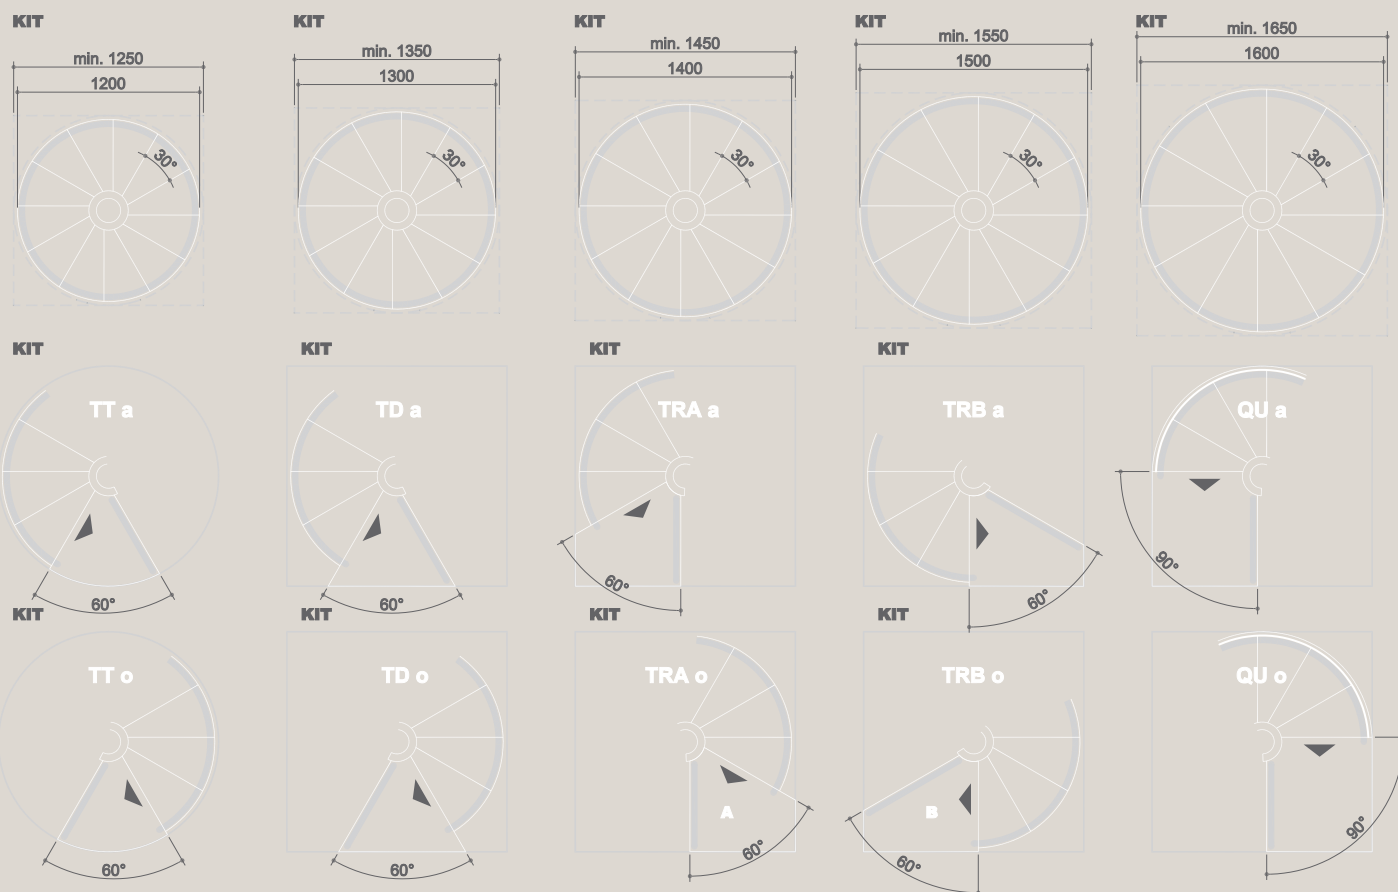 KIT
KIT
KIT
KIT
KIT
min. 1250
min. 1350
min. 1450
min. 1550
min. 1650
1200
1300
1400
1500
1600
30°
30°
30°
30°
30°
KIT
KIT
KIT
KIT
TT a
TD a
TRA a
TRB a
QU a
60°
60°
60°
60°
90°
KIT
KIT
KIT
KIT
TT o
TD o
TRA o
TRB o
QU o
A
B
60°
60°
60°
60°
90°